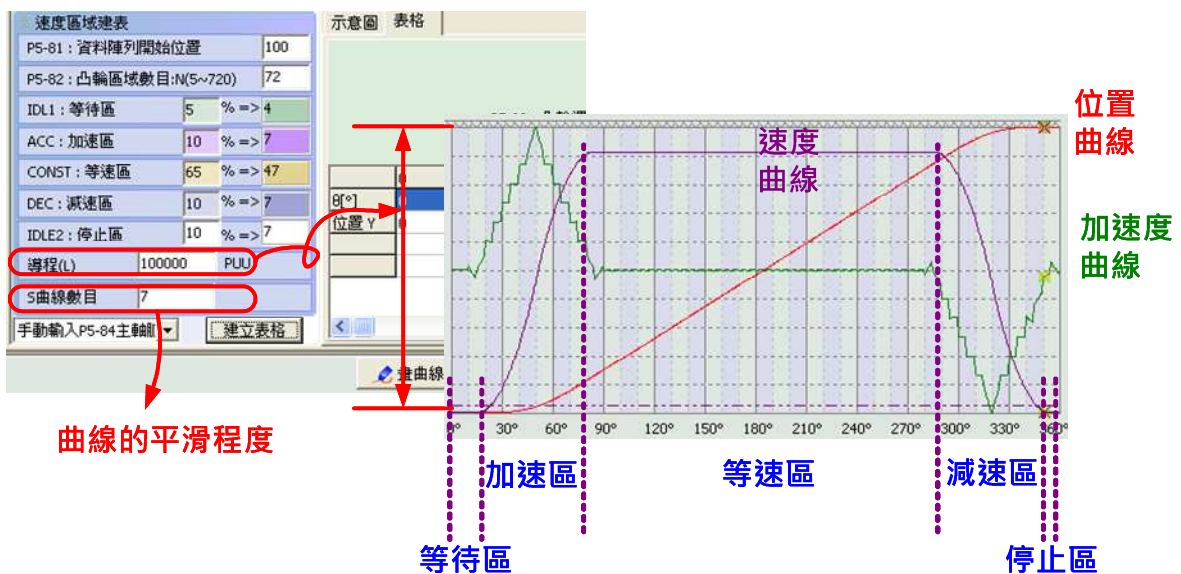 速度區域建表
P5-81：資料陣列開始位置 100
P5-82：凸輪區域數目:N(5~720) 72
IDL1：等待區 5 % => 4
ACC：加速區 10 % => 7
CONST：等速區 65 % => 47
DEC：減速區 10 % => 7
IDLE2：停止區 10 % => 7
導程(L) 100000 PUU
S曲線數目 7
手動輸入P5-84主軸
建立表格
示意圖 表格
0
θ[°] 0
位置 Y 0
畫曲線
曲線的平滑程度
速度
曲線
位置
曲線
加速度
曲線
0° 30° 60° 90° 120° 150° 180° 210° 240° 270° 300° 330° 360°
加速區
等速區
減速區
等待區
停止區